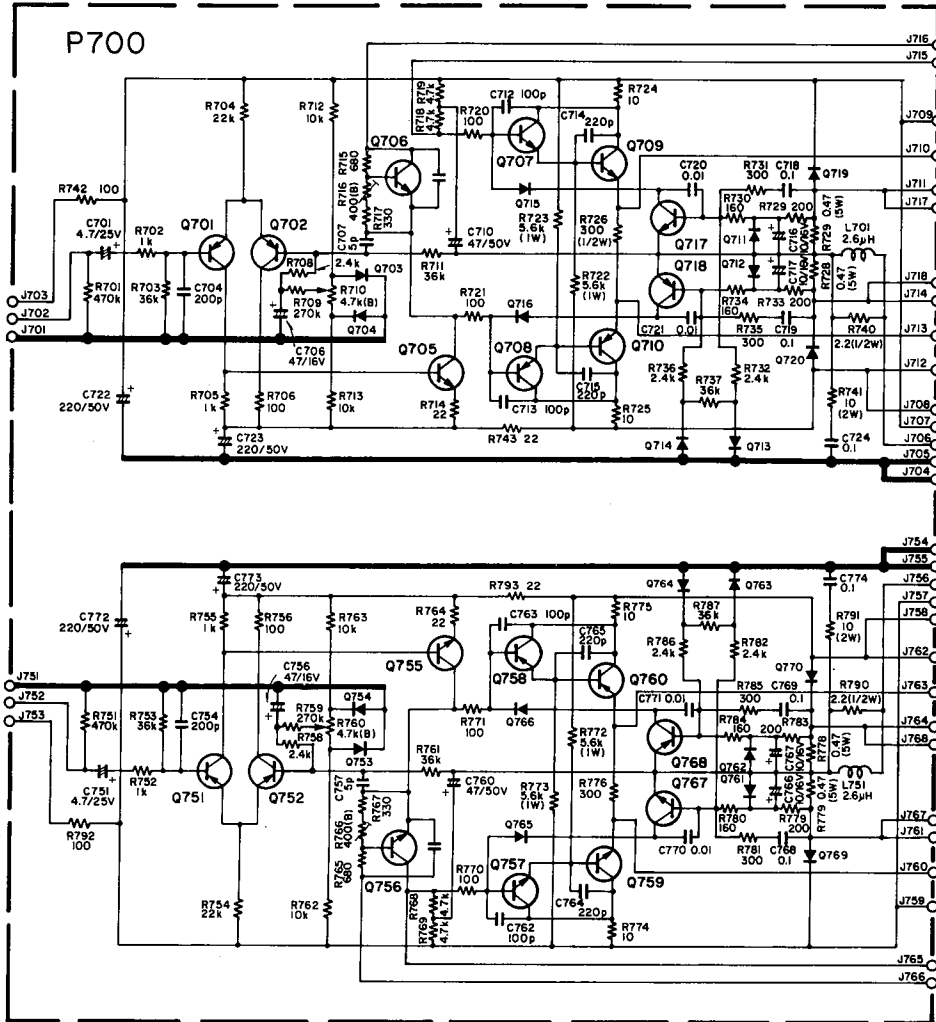 P700
J716
J715
R704
22k
R712
10k
R719
4.7k
R718
4.7k
R720
100
C712 100p
C714
220p
R724
10
J709
Q706
Q707
Q709
J710
R715
680
R716
400(B)
R717
330
C720
0.01
R731
300
C718
0.1
Q719
J711
J717
R742 100
C701
4.7/25V
R702
1k
Q701
Q702
C707
5p
C710
47/50V
Q715
R723
5.6k
(1W)
R726
300
(1/2W)
Q717
R730
160
R729 200
Q711
C716
10/16V
R729
0.47
(5W)
L701
2.6μH
R708
2.4k
Q703
R711
36k
R722
5.6k
(1W)
Q718
Q712
C717
10/16V
R728
0.47
(5W)
J718
J703
J702
J701
R701
470k
R703
36k
C704
200p
R709
270k
R710
4.7k(B)
Q704
R721
100
Q716
R734
160
R733 200
J714
C706
47/16V
Q705
Q708
Q710
C721
0.01
R735
300
C719
0.1
R740
2.2(1/2W)
J713
C722
220/50V
R705
1k
R706
100
R713
10k
R714
22
C713 100p
C715
220p
R725
10
R736
2.4k
R737
36k
R732
2.4k
Q720
R741
10
(2W)
J712
J708
C723
220/50V
R743 22
Q714
Q713
C724
0.1
J707
J706
J705
J704
J754
J755
C773
220/50V
R793 22
Q764
Q763
C774
0.1
J756
J757
C772
220/50V
R755
1k
R756
100
R763
10k
R764
22
C763 100p
C765
220p
R775
10
R787
36k
R786
2.4k
R782
2.4k
R791
10
(2W)
J758
C756
47/16V
Q755
Q758
Q760
Q770
J762
J751
J752
J753
R751
470k
R753
36k
C754
200p
R759
270k
R758
2.4k
Q754
R760
4.7k(B)
Q753
R771
100
Q766
C771 0.01
R785
300
C769
0.1
R790
2.2(1/2W)
J763
J764
C751
4.7/25V
R752
1k
Q751
Q752
R761
36k
R772
5.6k
(1W)
Q768
R784
160
R783
200
Q762
C767
10/16V
R778
0.47
(5W)
J768
R792
100
C757
5p
R767
330
R766
400(B)
R765
680
C760
47/50V
R773
5.6k
(1W)
R776
300
Q767
Q761
C766
10/16V
R779
0.47
(5W)
L751
2.6μH
Q765
R780
160
R779
200
J767
J761
Q756
R770
100
Q757
Q759
C770 0.01
R781
300
C768
0.1
Q769
J760
R754
22k
R762
10k
R768
4.7k
R769
4.7k
C762
100p
C764
220p
R774
10
J759
J765
J766